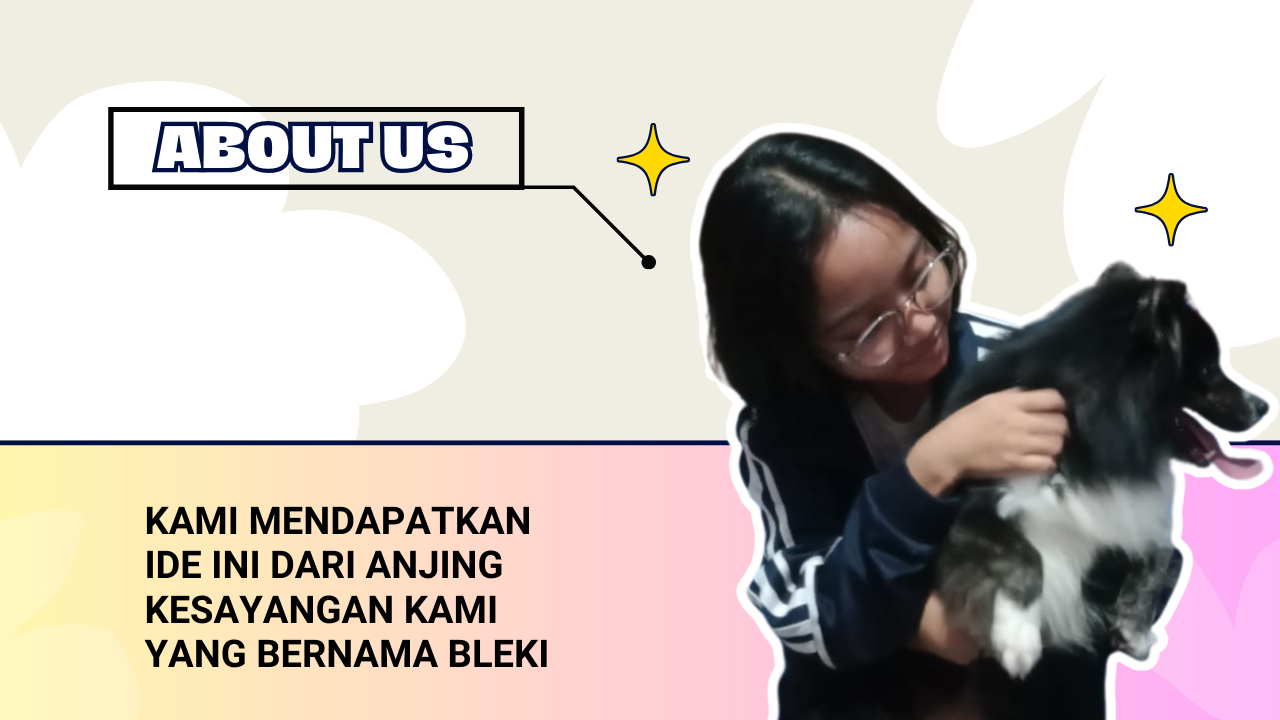 ABOUT US
KAMI MENDAPATKAN
IDE INI DARI ANJING
KESAYANGAN KAMI
YANG BERNAMA BLEKI